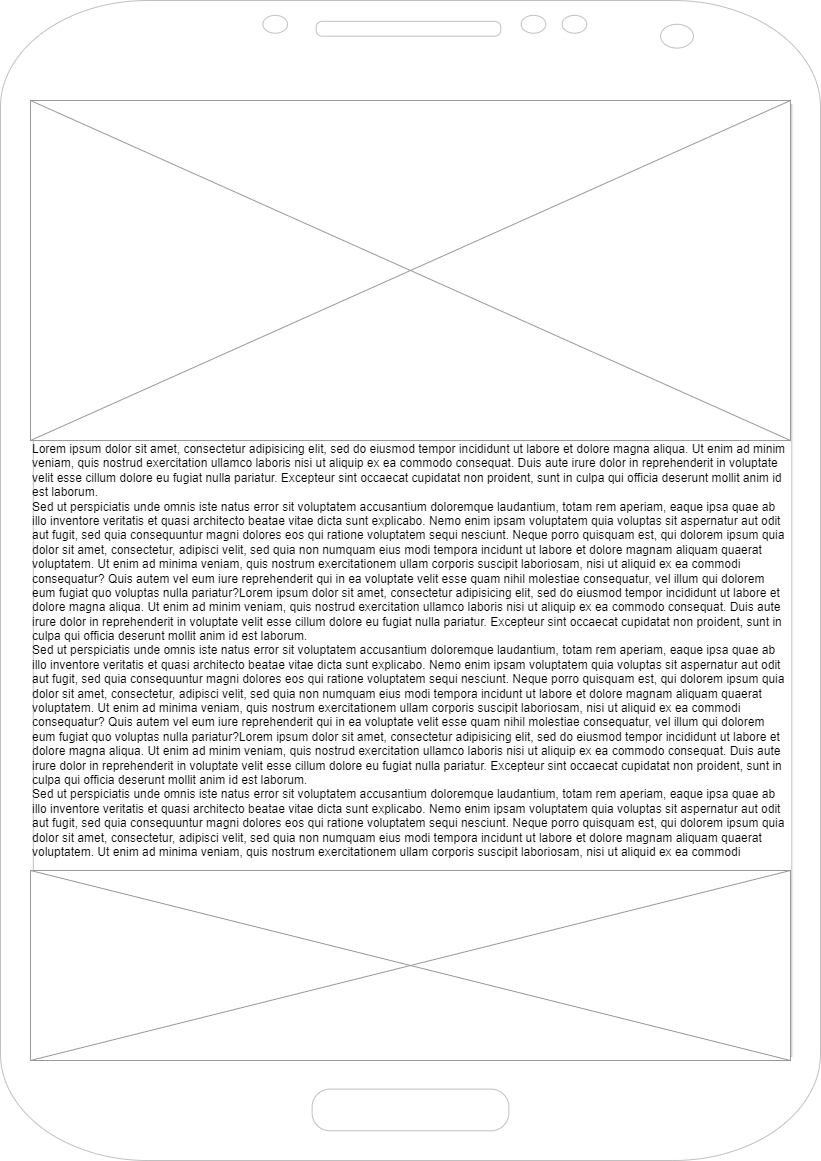 Lorem ipsum dolor sit amet, consectetur adipisicing elit, sed do eiusmod tempor incididunt ut labore et dolore magna aliqua. Ut enim ad minim
veniam, quis nostrud exercitation ullamco laboris nisi ut aliquip ex ea commodo consequat. Duis aute irure dolor in reprehenderit in voluptate
velit esse cillum dolore eu fugiat nulla pariatur. Excepteur sint occaecat cupidatat non proident, sunt in culpa qui officia deserunt mollit anim id
est laborum.
Sed ut perspiciatis unde omnis iste natus error sit voluptatem accusantium doloremque laudantium, totam rem aperiam, eaque ipsa quae ab
illo inventore veritatis et quasi architecto beatae vitae dicta sunt explicabo. Nemo enim ipsam voluptatem quia voluptas sit aspernatur aut odit
aut fugit, sed quia consequuntur magni dolores eos qui ratione voluptatem sequi nesciunt. Neque porro quisquam est, qui dolorem ipsum quia
dolor sit amet, consectetur, adipisci velit, sed quia non numquam eius modi tempora incidunt ut labore et dolore magnam aliquam quaerat
voluptatem. Ut enim ad minima veniam, quis nostrum exercitationem ullam corporis suscipit laboriosam, nisi ut aliquid ex ea commodi
consequatur? Quis autem vel eum iure reprehenderit qui in ea voluptate velit esse quam nihil molestiae consequatur, vel illum qui dolorem
eum fugiat quo voluptas nulla pariatur?Lorem ipsum dolor sit amet, consectetur adipisicing elit, sed do eiusmod tempor incididunt ut labore et
dolore magna aliqua. Ut enim ad minim veniam, quis nostrud exercitation ullamco laboris nisi ut aliquip ex ea commodo consequat. Duis aute
irure dolor in reprehenderit in voluptate velit esse cillum dolore eu fugiat nulla pariatur. Excepteur sint occaecat cupidatat non proident, sunt in
culpa qui officia deserunt mollit anim id est laborum.
Sed ut perspiciatis unde omnis iste natus error sit voluptatem accusantium doloremque laudantium, totam rem aperiam, eaque ipsa quae ab
illo inventore veritatis et quasi architecto beatae vitae dicta sunt explicabo. Nemo enim ipsam voluptatem quia voluptas sit aspernatur aut odit
aut fugit, sed quia consequuntur magni dolores eos qui ratione voluptatem sequi nesciunt. Neque porro quisquam est, qui dolorem ipsum quia
dolor sit amet, consectetur, adipisci velit, sed quia non numquam eius modi tempora incidunt ut labore et dolore magnam aliquam quaerat
voluptatem. Ut enim ad minima veniam, quis nostrum exercitationem ullam corporis suscipit laboriosam, nisi ut aliquid ex ea commodi
consequatur? Quis autem vel eum iure reprehenderit qui in ea voluptate velit esse quam nihil molestiae consequatur, vel illum qui dolorem
eum fugiat quo voluptas nulla pariatur?Lorem ipsum dolor sit amet, consectetur adipisicing elit, sed do eiusmod tempor incididunt ut labore et
dolore magna aliqua. Ut enim ad minim veniam, quis nostrud exercitation ullamco laboris nisi ut aliquip ex ea commodo consequat. Duis aute
irure dolor in reprehenderit in voluptate velit esse cillum dolore eu fugiat nulla pariatur. Excepteur sint occaecat cupidatat non proident, sunt in
culpa qui officia deserunt mollit anim id est laborum.
Sed ut perspiciatis unde omnis iste natus error sit voluptatem accusantium doloremque laudantium, totam rem aperiam, eaque ipsa quae ab
illo inventore veritatis et quasi architecto beatae vitae dicta sunt explicabo. Nemo enim ipsam voluptatem quia voluptas sit aspernatur aut odit
aut fugit, sed quia consequuntur magni dolores eos qui ratione voluptatem sequi nesciunt. Neque porro quisquam est, qui dolorem ipsum quia
dolor sit amet, consectetur, adipisci velit, sed quia non numquam eius modi tempora incidunt ut labore et dolore magnam aliquam quaerat
voluptatem. Ut enim ad minima veniam, quis nostrum exercitationem ullam corporis suscipit laboriosam, nisi ut aliquid ex ea commodi